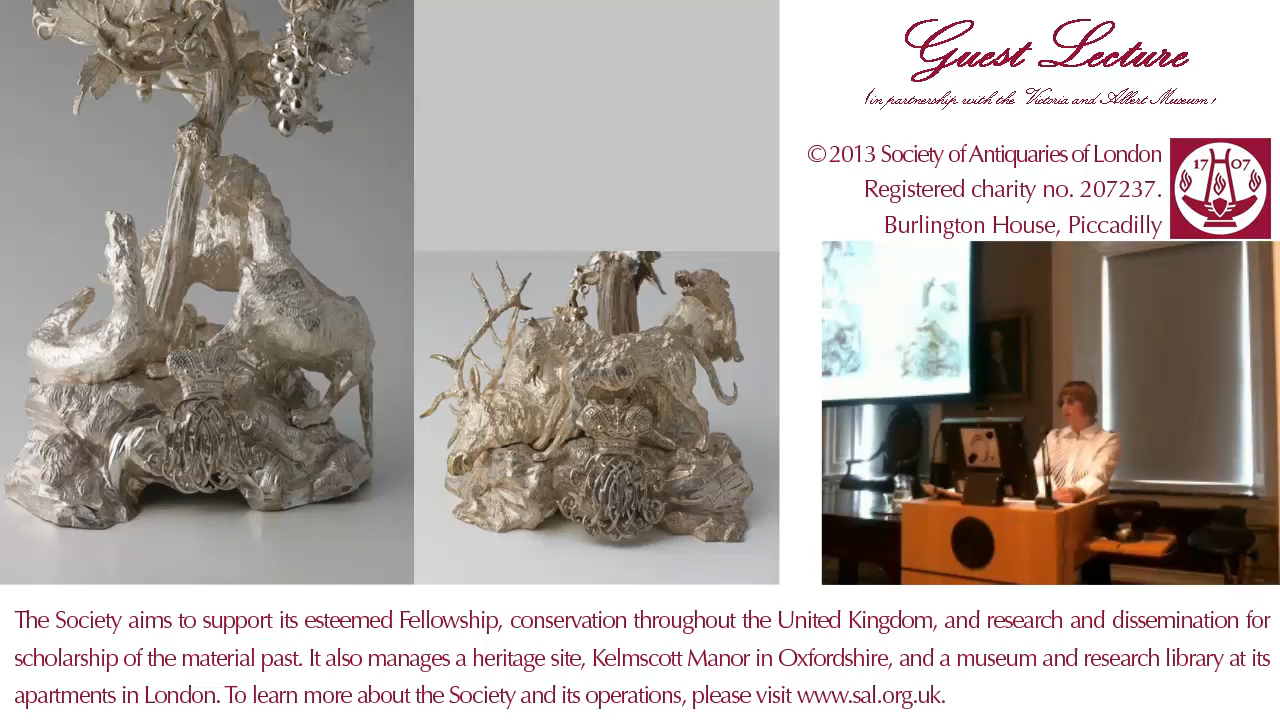 Guest Lecture
(in partnership with the Victoria and Albert Museum)
©2013 Society of Antiquaries of London
Registered charity no. 207237.
Burlington House, Piccadilly
17 07
The Society aims to support its esteemed Fellowship, conservation throughout the United Kingdom, and research and dissemination for
scholarship of the material past. It also manages a heritage site, Kelmscott Manor in Oxfordshire, and a museum and research library at its
apartments in London. To learn more about the Society and its operations, please visit www.sal.org.uk.